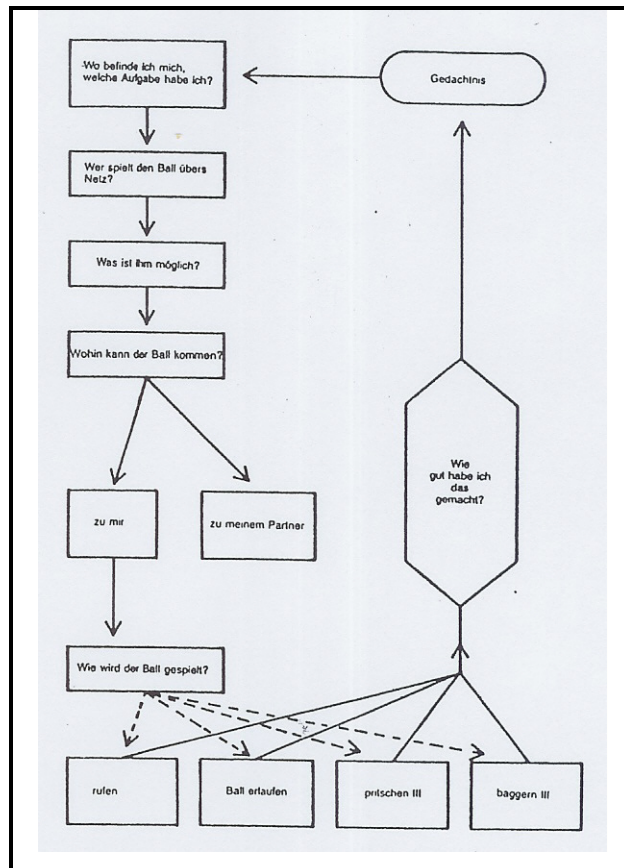 Wo befinde ich mich,
welche Aufgabe habe ich?
Gedächtnis
Wer spielt den Ball übers
Netz?
Was ist ihm möglich?
Wohin kann der Ball kommen?
Wie
gut habe ich
das
gemacht?
zu mir
zu meinem Partner
Wie wird der Ball gespielt?
rufen
Ball erlaufen
pritschen III
baggern III